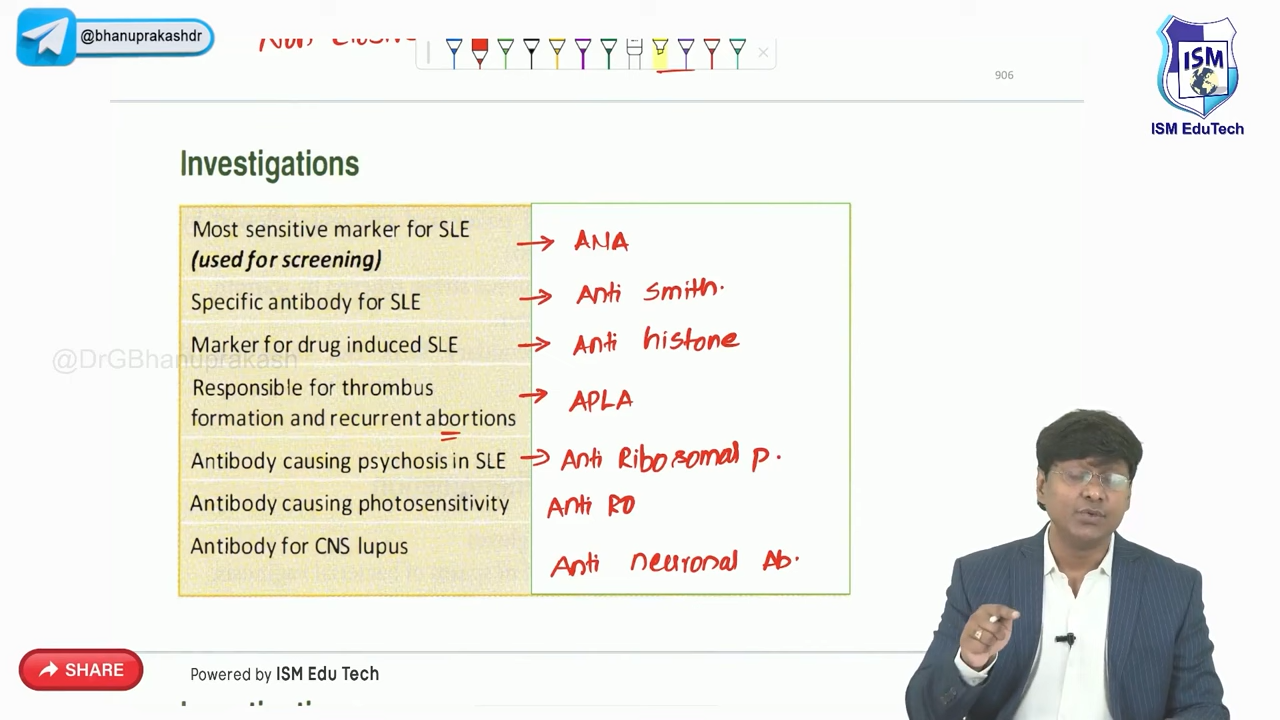 @bhanuprakashdr
906
ISM
ISM EduTech
Investigations
Most sensitive marker for SLE
(used for screening)
→ ANA
Specific antibody for SLE → Anti Smith.
Marker for drug induced SLE → Anti histone
@DrGBhanuprakash
Responsible for thrombus
formation and recurrent abortions
→ APLA
Antibody causing psychosis in SLE → Anti Ribosomal p.
Antibody causing photosensitivity Anti RO
Antibody for CNS lupus Anti neuronal Ab.
SHARE
Powered by ISM Edu Tech